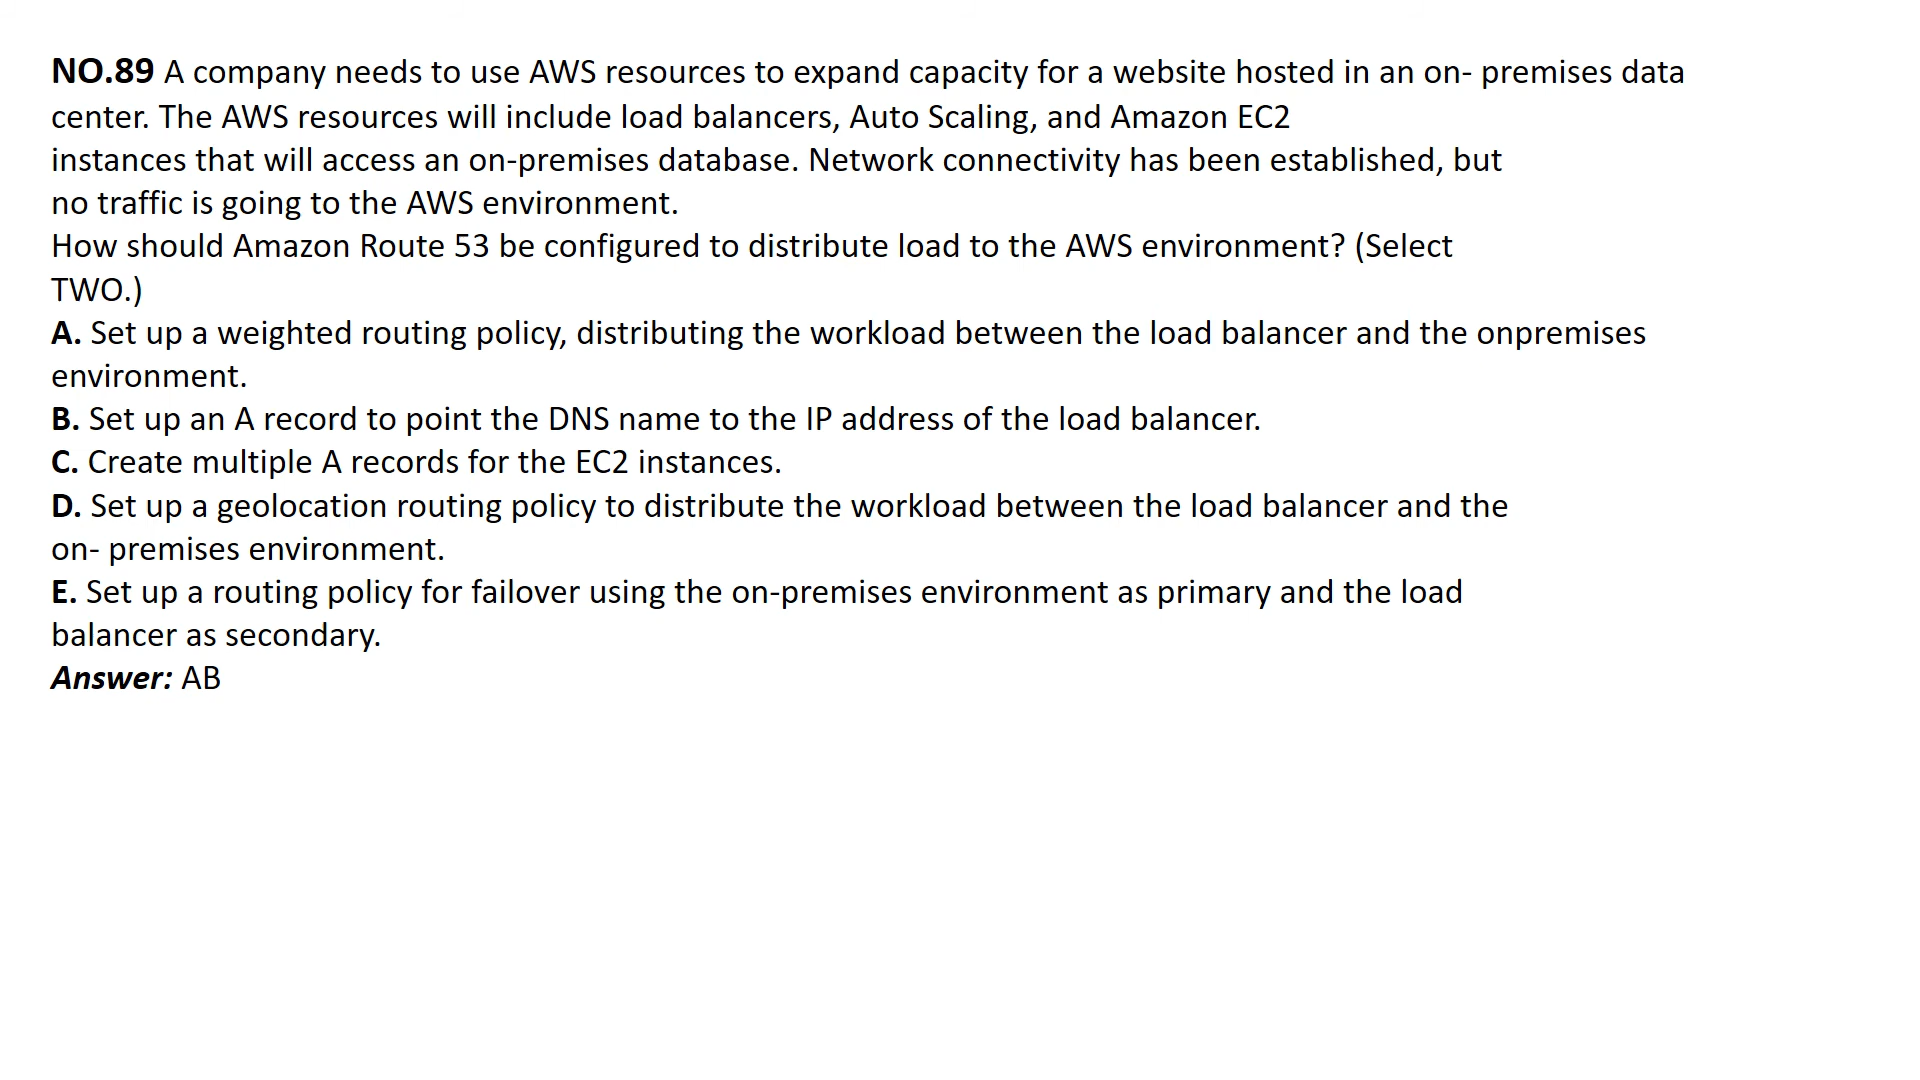 NO.89 A company needs to use AWS resources to expand capacity for a website hosted in an on- premises data
center. The AWS resources will include load balancers, Auto Scaling, and Amazon EC2
instances that will access an on-premises database. Network connectivity has been established, but
no traffic is going to the AWS environment.
How should Amazon Route 53 be configured to distribute load to the AWS environment? (Select
TWO.)
A. Set up a weighted routing policy, distributing the workload between the load balancer and the onpremises
environment.
B. Set up an A record to point the DNS name to the IP address of the load balancer.
C. Create multiple A records for the EC2 instances.
D. Set up a geolocation routing policy to distribute the workload between the load balancer and the
on- premises environment.
E. Set up a routing policy for failover using the on-premises environment as primary and the load
balancer as secondary.
Answer: AB